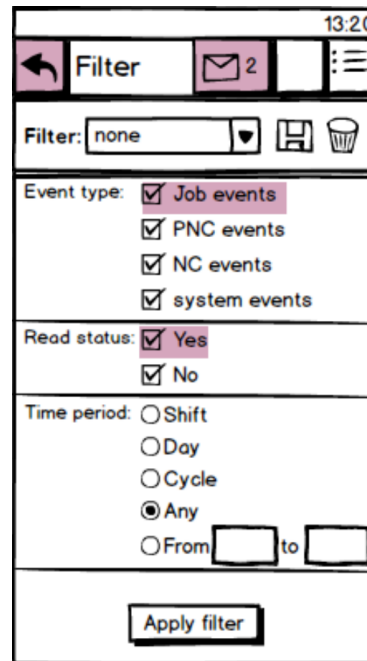 13:20
Filter 2
Filter: none
Event type: Job events
PNC events
NC events
system events
Read status: Yes
No
Time period: Shift
Day
Cycle
Any
From to
Apply filter